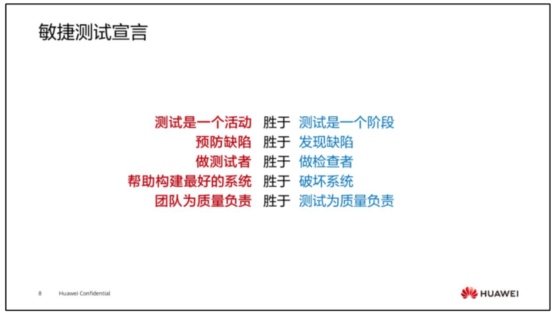 敏捷测试宣言
测试是一个活动 胜于 测试是一个阶段
预防缺陷 胜于 发现缺陷
做测试者 胜于 做检查者
帮助构建最好的系统 胜于 破坏系统
团队为质量负责 胜于 测试为质量负责
8 Huawei Confidential
HUAWEI